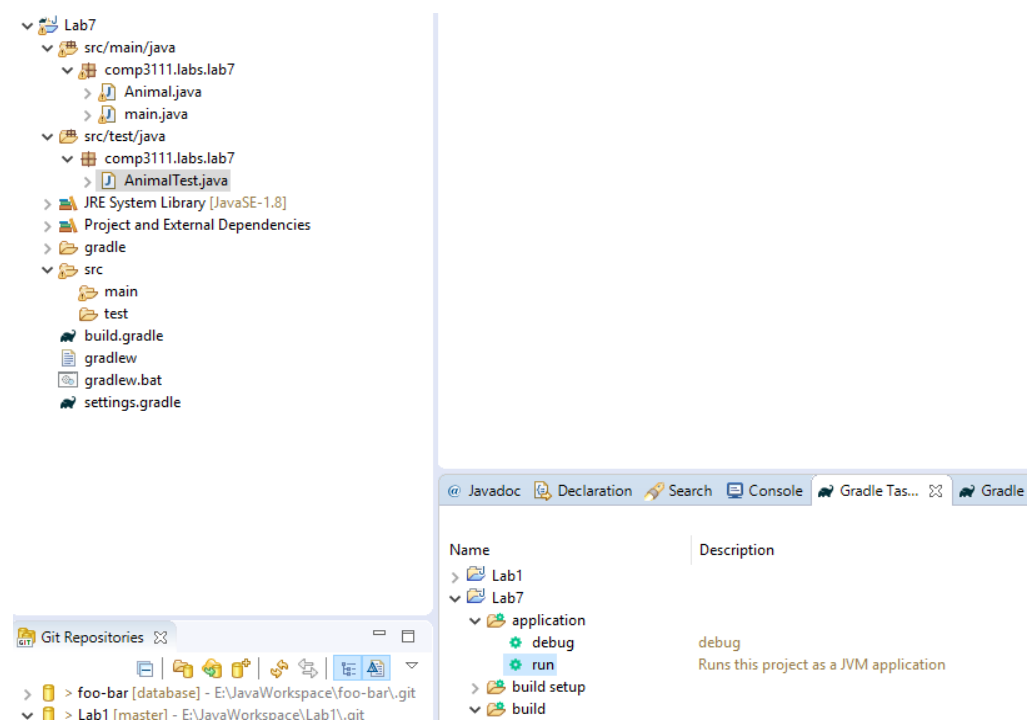 Lab7
src/main/java
comp3111.labs.lab7
Animal.java
main.java
src/test/java
comp3111.labs.lab7
AnimalTest.java
JRE System Library [JavaSE-1.8]
Project and External Dependencies
gradle
src
main
test
build.gradle
gradlew
gradlew.bat
settings.gradle
@ Javadoc Declaration Search Console Gradle Tas... Gradle
Name Description
Lab1
Lab7
application
debug debug
run Runs this project as a JVM application
build setup
build
Git Repositories
> foo-bar [database] - E:\JavaWorkspace\foo-bar\.git
> Lab1 [master] - E:\JavaWorkspace\Lab1\.git